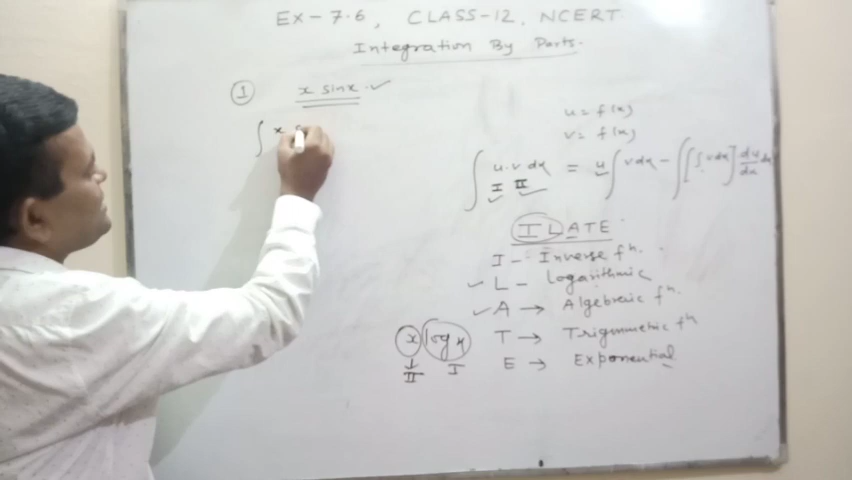 EX-7.6, CLASS-12, NCERT
Integration By Parts.
① x sinx.
∫ x
u = f(x)
v = f(x)
∫ u.v dx = u ∫ v dx - ∫ [∫ v dx] du/dx dx
I II
ILATE
I - Inverse fⁿ.
L - Logarithmic
A → Algebraic fⁿ.
x log x T → Trignmetric fⁿ
II I E → Exponential